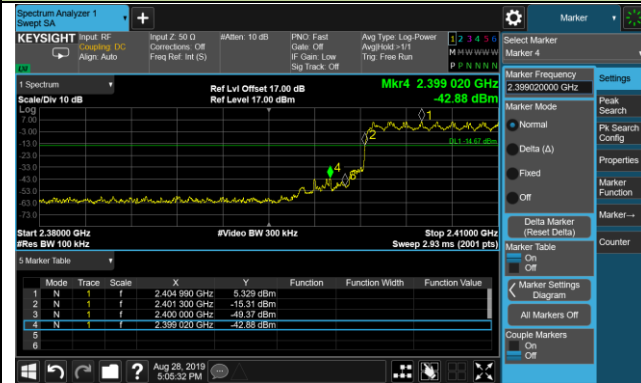 Spectrum Analyzer 1
Swept SA
KEYSIGHT
Input: RF
Coupling: DC
Align: Auto
Input Z: 50 Ω
Corrections: Off
Freq Ref: Int (S)
#Atten: 10 dB
PNO: Fast
Gate: Off
IF Gain: Low
Sig Track: Off
Avg Type: Log-Power
Avg|Hold:>1/1
Trig: Free Run
1 2 3 4 5 6
M W W W W W
P P N N N N
1 Spectrum
Scale/Div 10 dB
Log
Ref Lvl Offset 17.00 dB
Ref Level 17.00 dBm
Mkr4 2.399 020 GHz
-42.88 dBm
7.00
-3.00
-13.0
-23.0
-33.0
-43.0
-53.0
-63.0
-73.0
1
2
4
DL1 -14.67 dBm
Start 2.38000 GHz
#Res BW 100 kHz
#Video BW 300 kHz
Stop 2.41000 GHz
Sweep 2.93 ms (2001 pts)
5 Marker Table
Mode Trace Scale X Y Function Function Width Function Value
1 N 1 f 2.404 990 GHz 5.329 dBm
2 N 1 f 2.401 300 GHz -15.31 dBm
3 N 1 f 2.400 000 GHz -49.37 dBm
4 N 1 f 2.399 020 GHz -42.88 dBm
5
6
Aug 28, 2019
5:05:32 PM
Marker
Select Marker
Marker 4
Marker Frequency
2.399020000 GHz
Marker Mode
Normal
Delta (Δ)
Fixed
Off
Delta Marker
(Reset Delta)
Marker Table
On
Off
Marker Settings
Diagram
All Markers Off
Couple Markers
On
Off
Settings
Peak
Search
Pk Search
Config
Properties
Marker
Function
Marker→
Counter